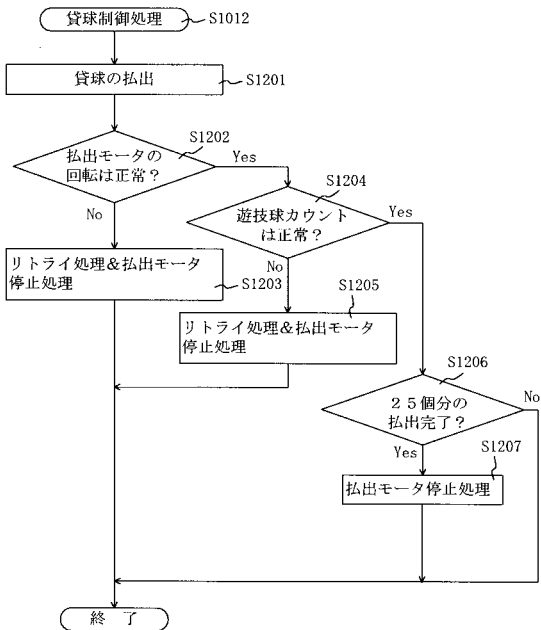 貸球制御処理
S1012
貸球の払出
S1201
払出モータの
回転は正常？
S1202
Yes
No
遊技球カウント
は正常？
S1204
Yes
No
リトライ処理＆払出モータ
停止処理
S1203
リトライ処理＆払出モータ
停止処理
S1205
２５個分の
払出完了？
S1206
No
Yes
払出モータ停止処理
S1207
終 了